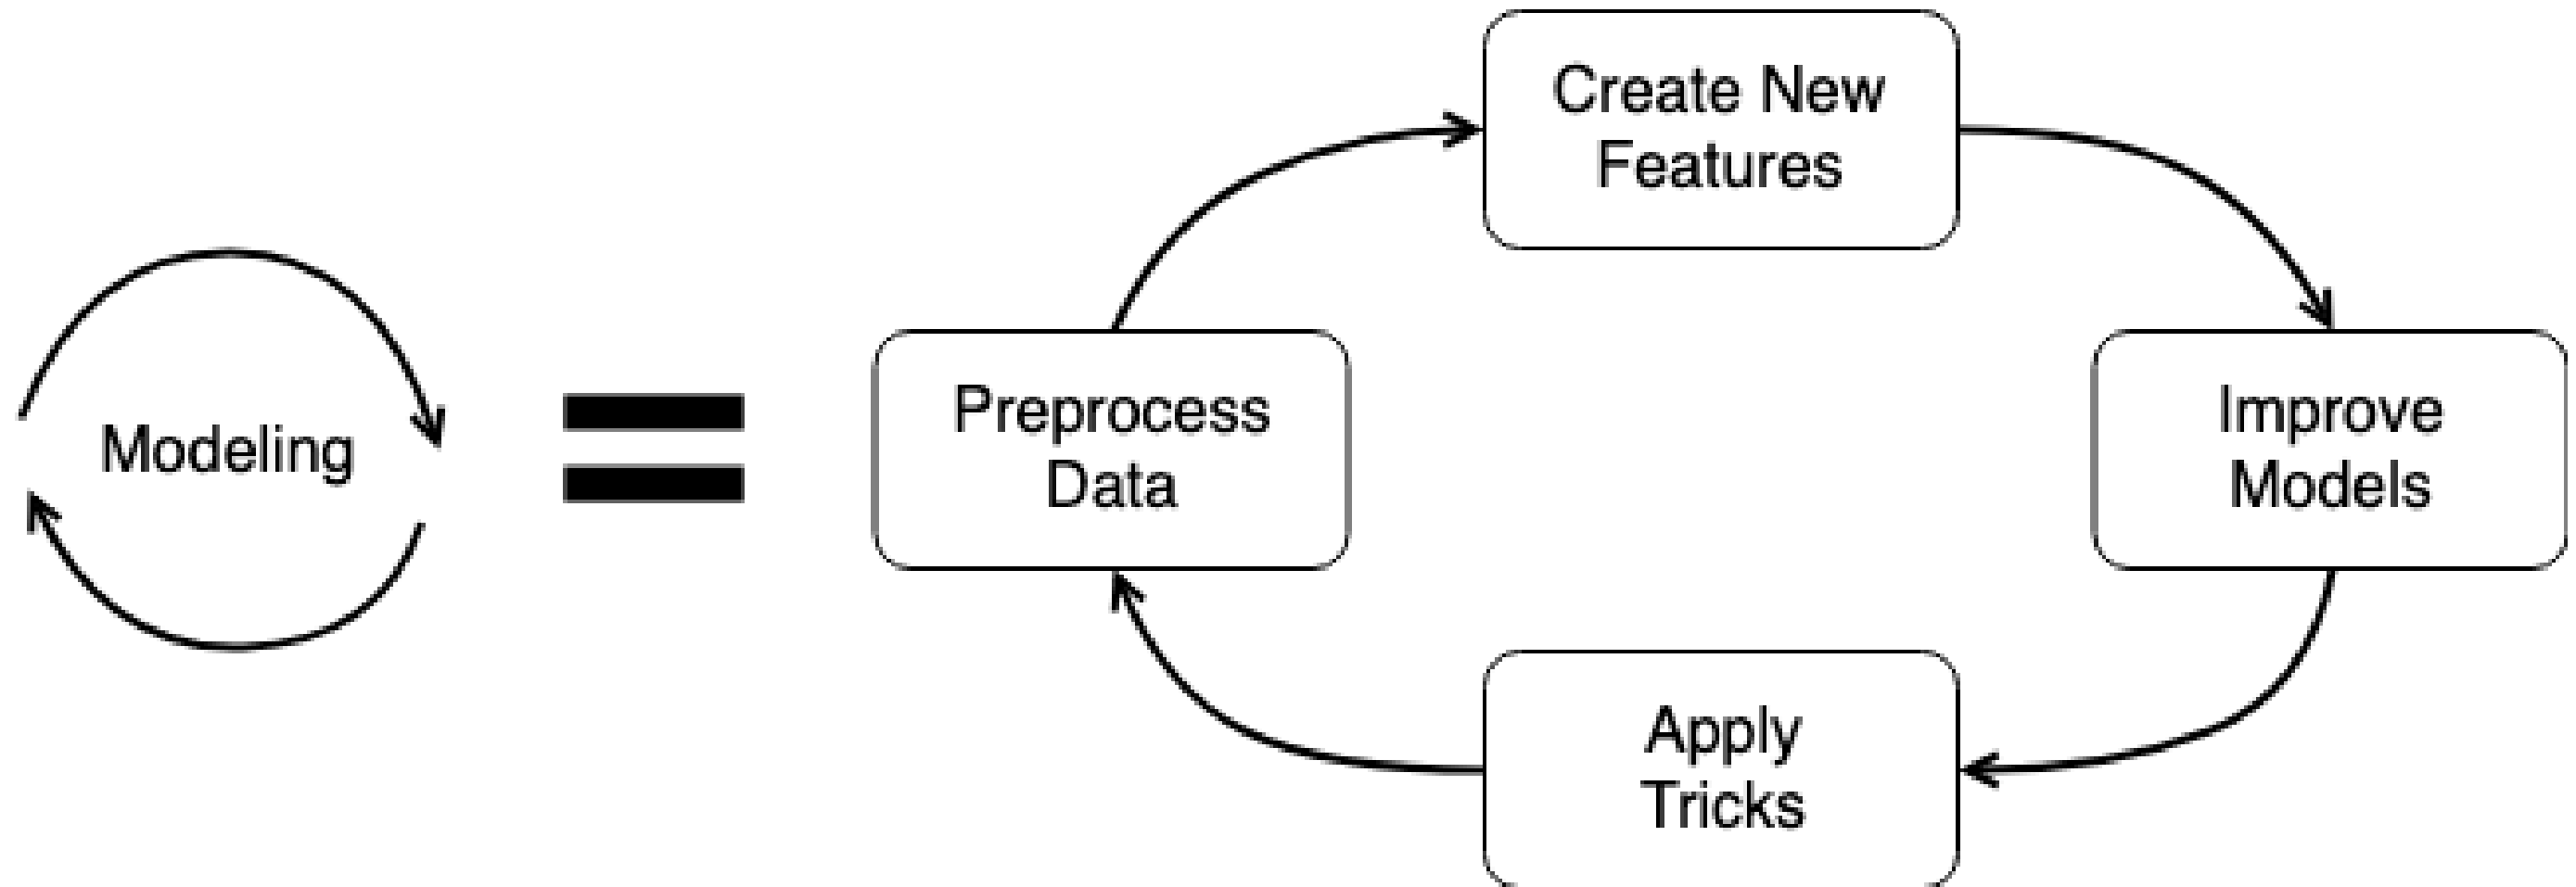 Modeling
Preprocess
Data
Create New
Features
Improve
Models
Apply
Tricks